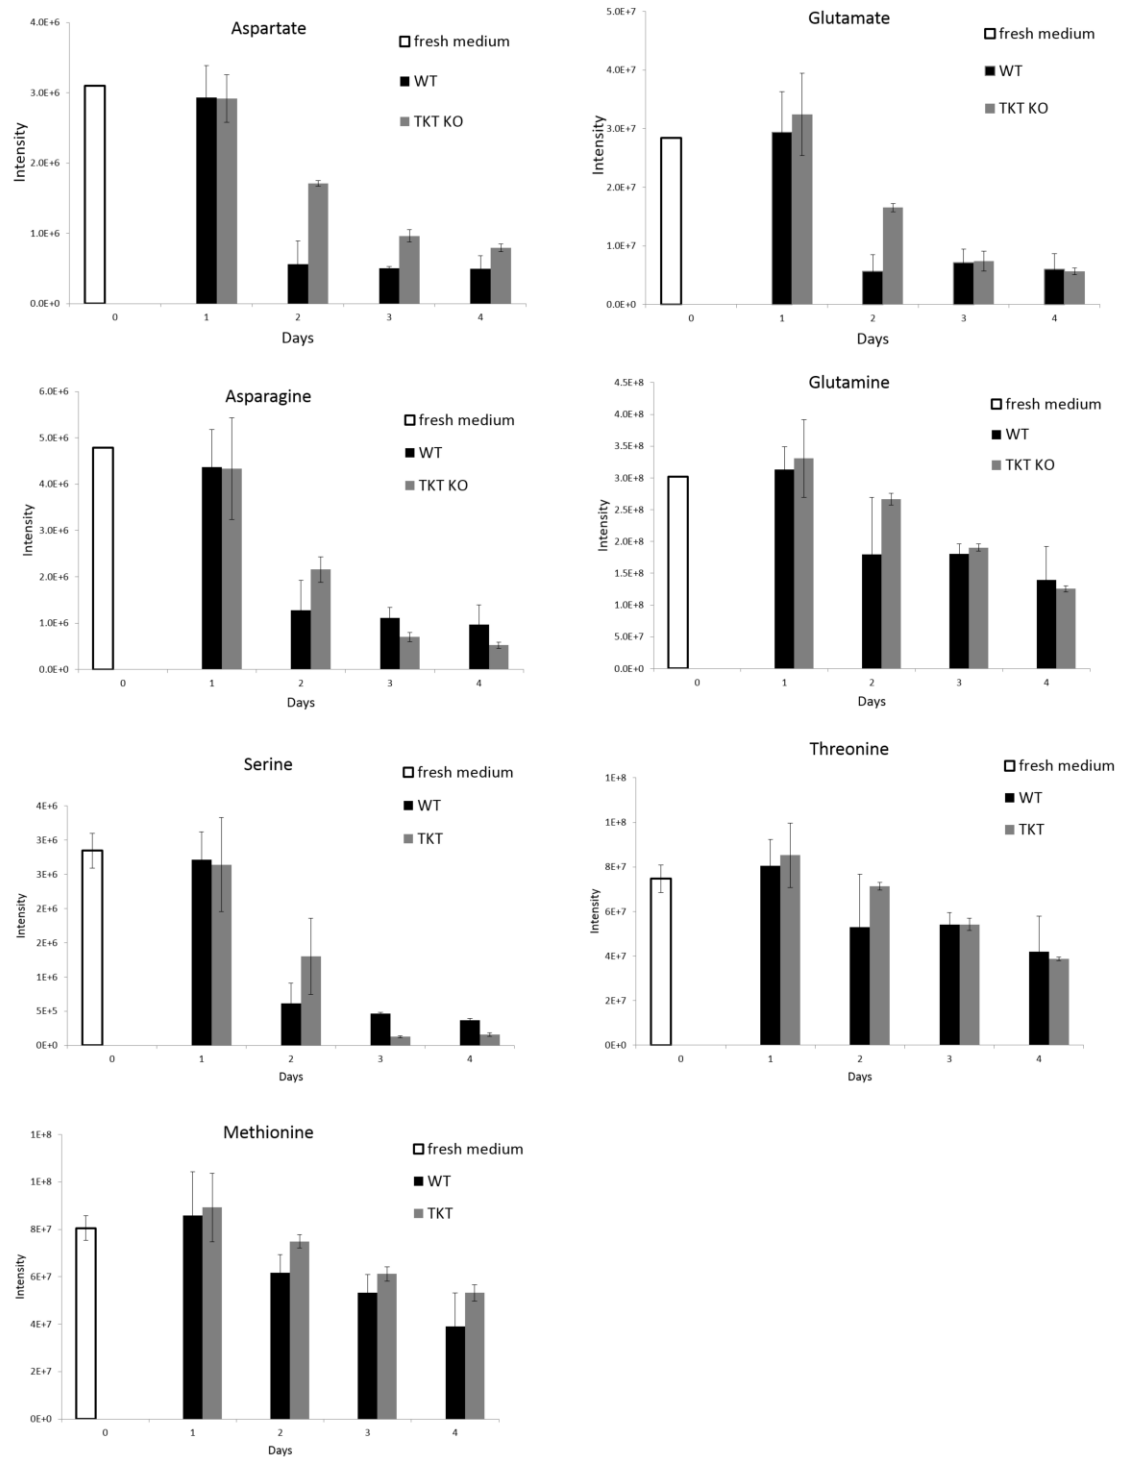 Aspartate
fresh medium
WT
TKT KO
Intensity
4.0E+6
3.0E+6
2.0E+6
1.0E+6
0.0E+0
0 1 2 3 4
Days
Glutamate
fresh medium
WT
TKT KO
Intensity
5.0E+7
4.0E+7
3.0E+7
2.0E+7
1.0E+7
0.0E+0
0 1 2 3 4
Days
Asparagine
fresh medium
WT
TKT KO
Intensity
6.0E+6
5.0E+6
4.0E+6
3.0E+6
2.0E+6
1.0E+6
0.0E+0
0 1 2 3 4
Days
Glutamine
fresh medium
WT
TKT KO
Intensity
4.5E+8
4.0E+8
3.5E+8
3.0E+8
2.5E+8
2.0E+8
1.5E+8
1.0E+8
5.0E+7
0.0E+0
0 1 2 3 4
Days
Serine
fresh medium
WT
TKT
Intensity
4E+6
3E+6
3E+6
2E+6
2E+6
1E+6
5E+5
0E+0
0 1 2 3 4
Days
Threonine
fresh medium
WT
TKT
Intensity
1E+8
1E+8
8E+7
6E+7
4E+7
2E+7
0E+0
0 1 2 3 4
Days
Methionine
fresh medium
WT
TKT
Intensity
1E+8
1E+8
8E+7
6E+7
4E+7
2E+7
0E+0
0 1 2 3 4
Days